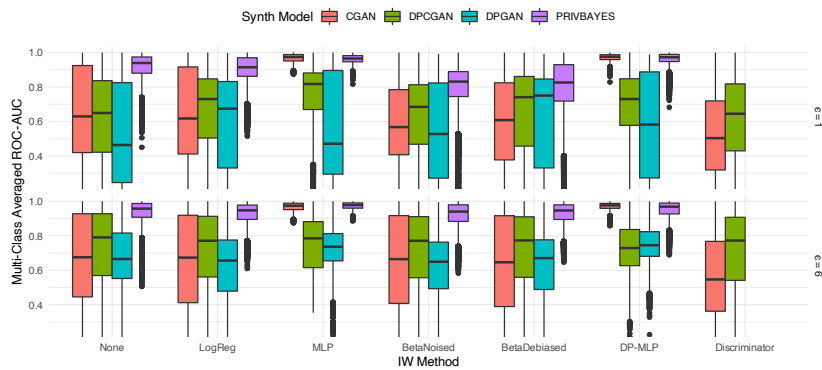 Synth Model CGAN DPCGAN DPGAN PRIVBAYES
Multi-Class Averaged ROC-AUC
1.0
0.8
0.6
0.4
ε = 1
1.0
0.8
0.6
0.4
ε = 6
None LogReg MLP BetaNoised BetaDebiased DP-MLP Discriminator
IW Method